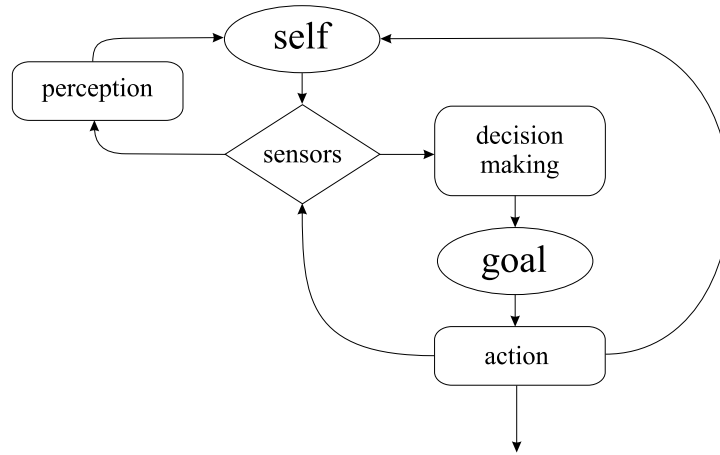 self
perception
sensors
decision
making
goal
action